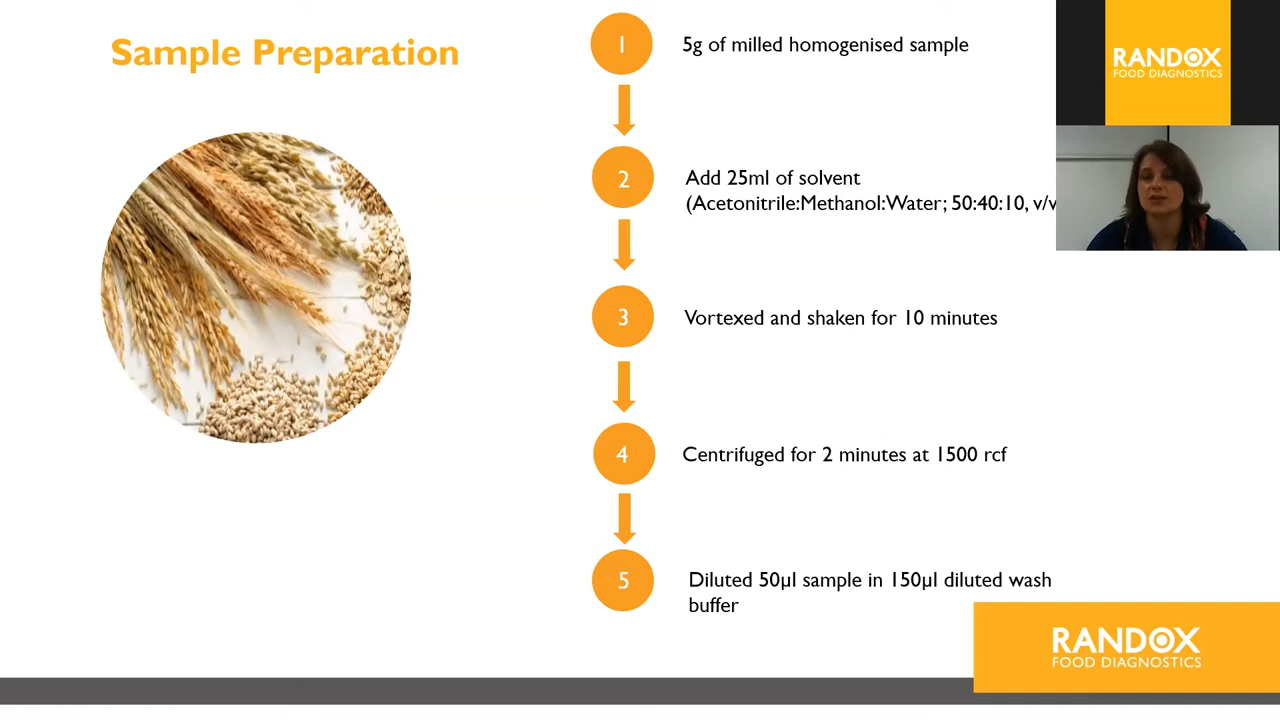 Sample Preparation
1
5g of milled homogenised sample
2
Add 25ml of solvent
(Acetonitrile:Methanol:Water; 50:40:10, v/v
3
Vortexed and shaken for 10 minutes
4
Centrifuged for 2 minutes at 1500 rcf
5
Diluted 50µl sample in 150µl diluted wash
buffer
RANDOX
FOOD DIAGNOSTICS
RANDOX
FOOD DIAGNOSTICS